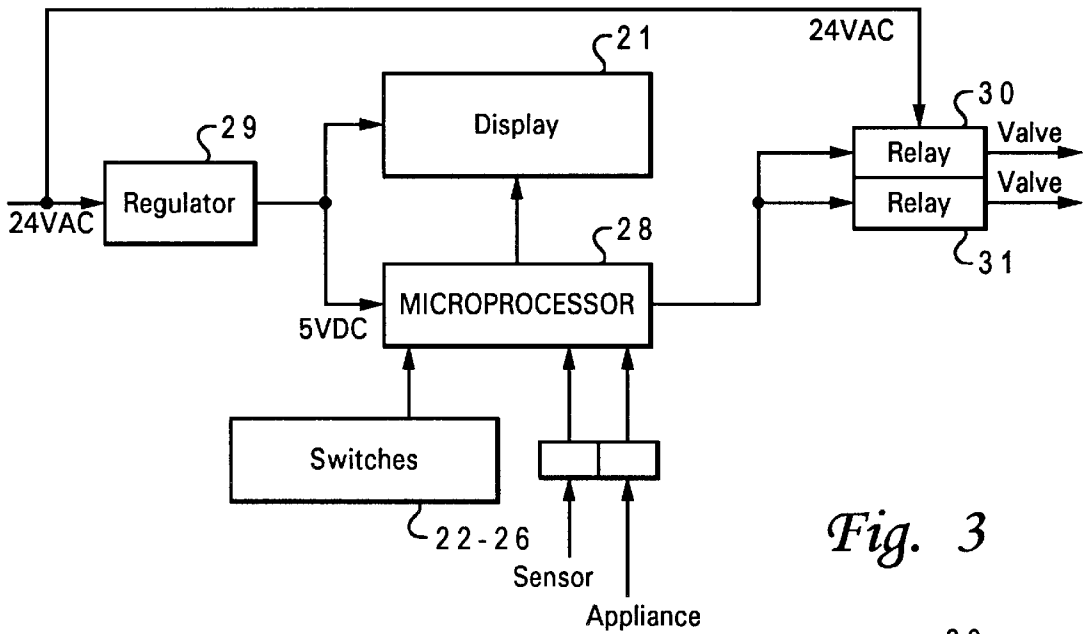 21
24VAC
30
Display
29
Valve
Relay
Regulator
Valve
Relay
24VAC
28
31
MICROPROCESSOR
5VDC
Switches
Fig. 3
22-26
Sensor
Appliance